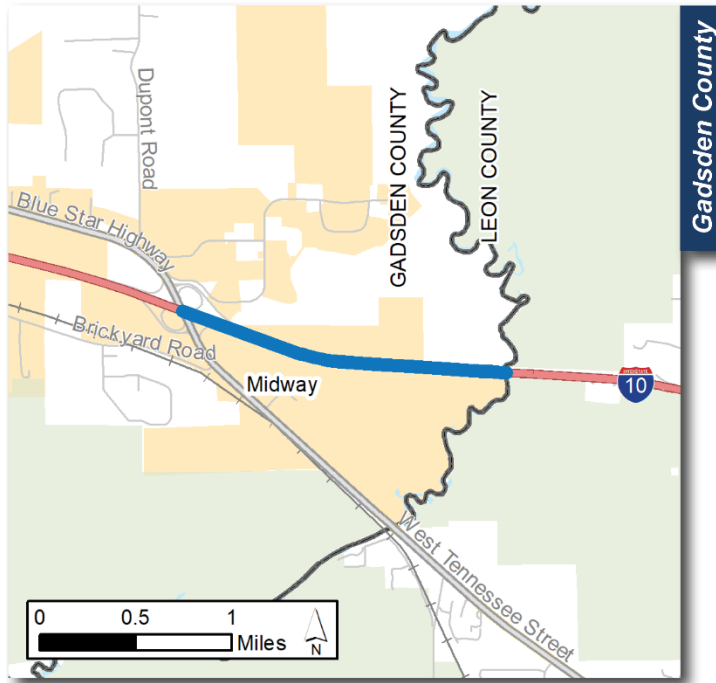 Gadsden County
Dupont Road
GADSDEN COUNTY
LEON COUNTY
Blue Star Highway
Brickyard Road
Midway
10
West Tennessee Street
0 0.5 1
Miles
N